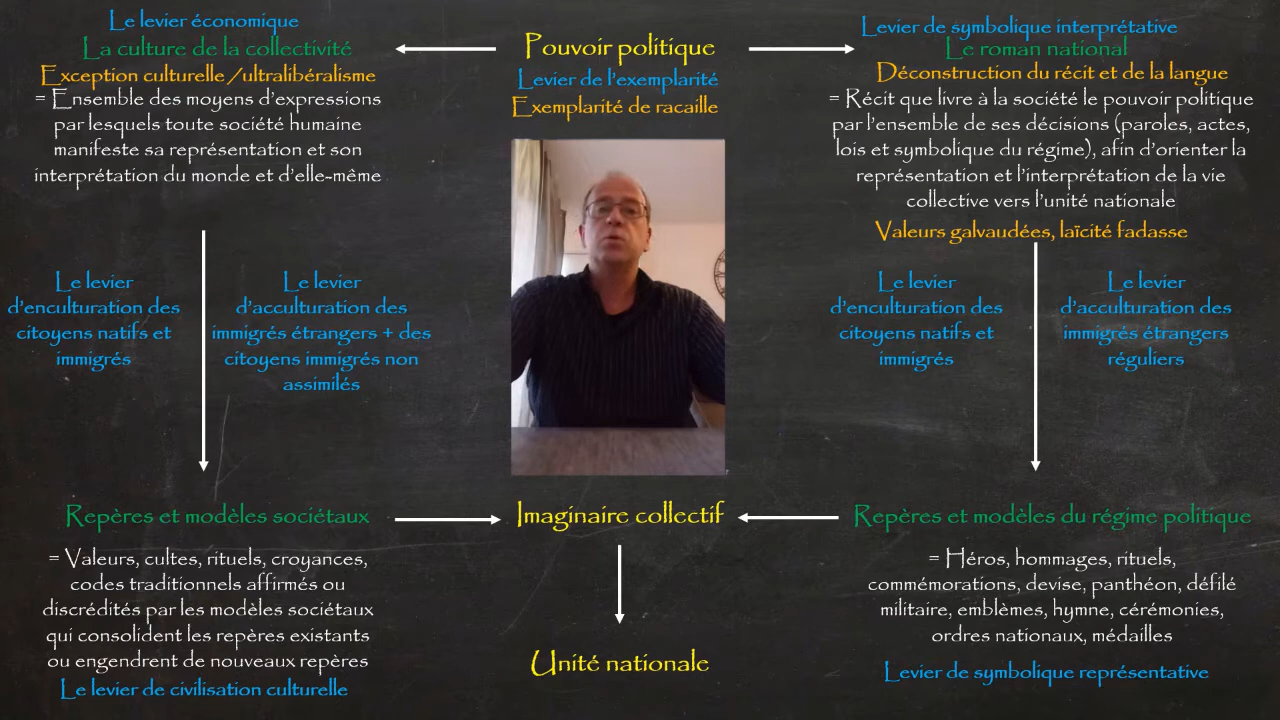 Le levier économique
La culture de la collectivité
Exception culturelle /ultralibéralisme
= Ensemble des moyens d'expressions
par lesquels toute société humaine
manifeste sa représentation et son
interprétation du monde et d'elle-même
Pouvoir politique
Levier de l'exemplarité
Exemplarité de racaille
Levier de symbolique interprétative
Le roman national
Déconstruction du récit et de la langue
= Récit que livre à la société le pouvoir politique
par l'ensemble de ses décisions (paroles, actes,
lois et symbolique du régime), afin d'orienter la
représentation et l'interprétation de la vie
collective vers l'unité nationale
Valeurs galvaudées, laïcité fadasse
Le levier
d'enculturation des
citoyens natifs et
immigrés
Le levier
d'acculturation des
immigrés étrangers + des
citoyens immigrés non
assimilés
Le levier
d'enculturation des
citoyens natifs et
immigrés
Le levier
d'acculturation des
immigrés étrangers
réguliers
Repères et modèles sociétaux
= Valeurs, cultes, rituels, croyances,
codes traditionnels affirmés ou
discrédités par les modèles sociétaux
qui consolident les repères existants
ou engendrent de nouveaux repères
Le levier de civilisation culturelle
Imaginaire collectif
Unité nationale
Repères et modèles du régime politique
= Héros, hommages, rituels,
commémorations, devise, panthéon, défilé
militaire, emblèmes, hymne, cérémonies,
ordres nationaux, médailles
Levier de symbolique représentative